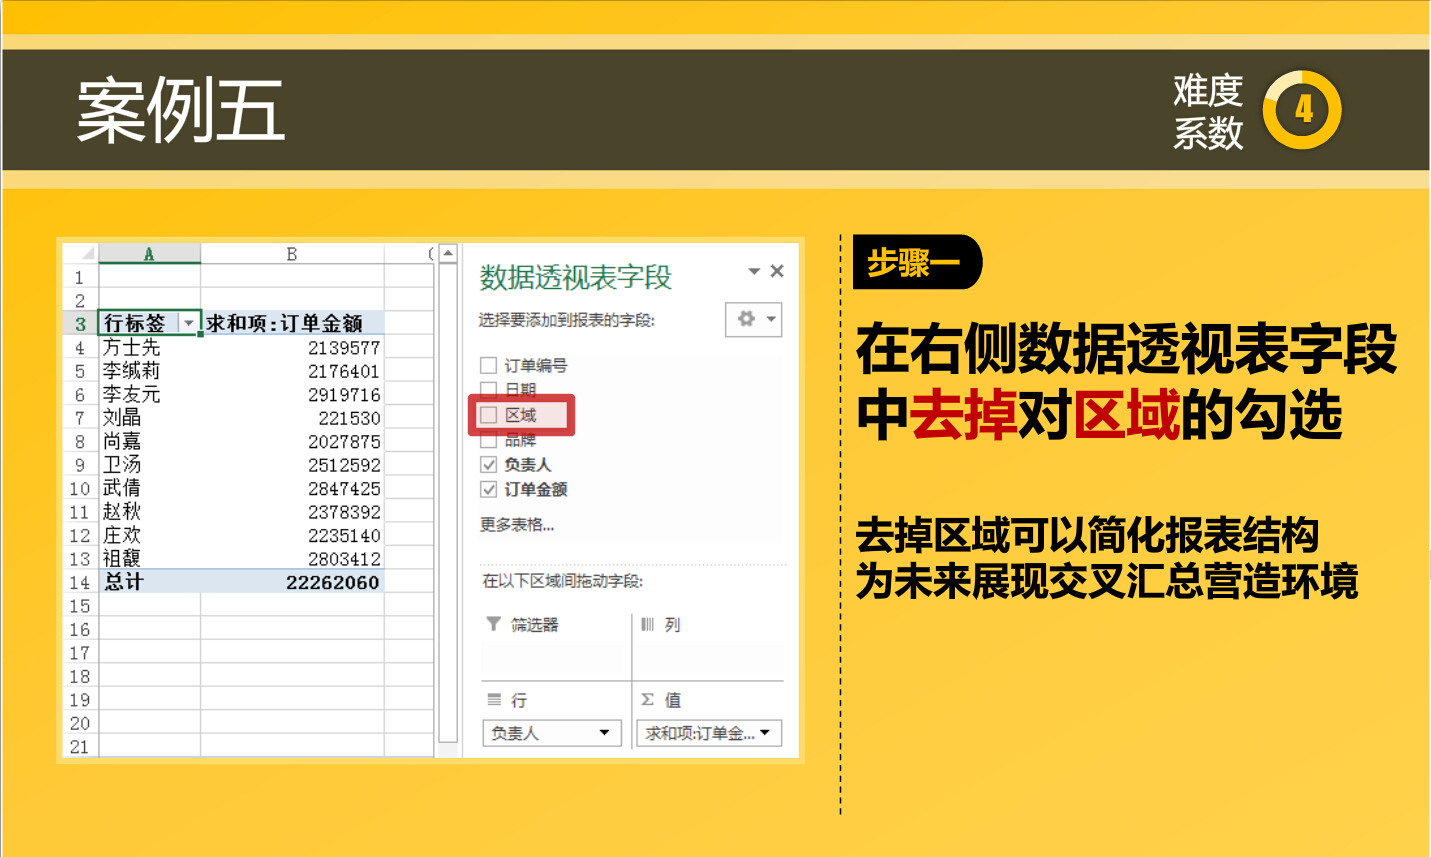 案例五
难度
系数
4
A B
1
2
3 行标签 求和项:订单金额
4 方士先 2139577
5 李缄莉 2176401
6 李友元 2919716
7 刘晶 221530
8 尚嘉 2027875
9 卫汤 2512592
10 武倩 2847425
11 赵秋 2378392
12 庄欢 2235140
13 祖馥 2803412
14 总计 22262060
15
16
17
18
19
20
21
数据透视表字段
选择要添加到报表的字段:
订单编号
日期
区域
品牌
负责人
订单金额
更多表格...
在以下区域间拖动字段:
筛选器 列
行 Σ 值
负责人 求和项:订单金...
步骤一
在右侧数据透视表字段
中去掉对区域的勾选
去掉区域可以简化报表结构
为未来展现交叉汇总营造环境